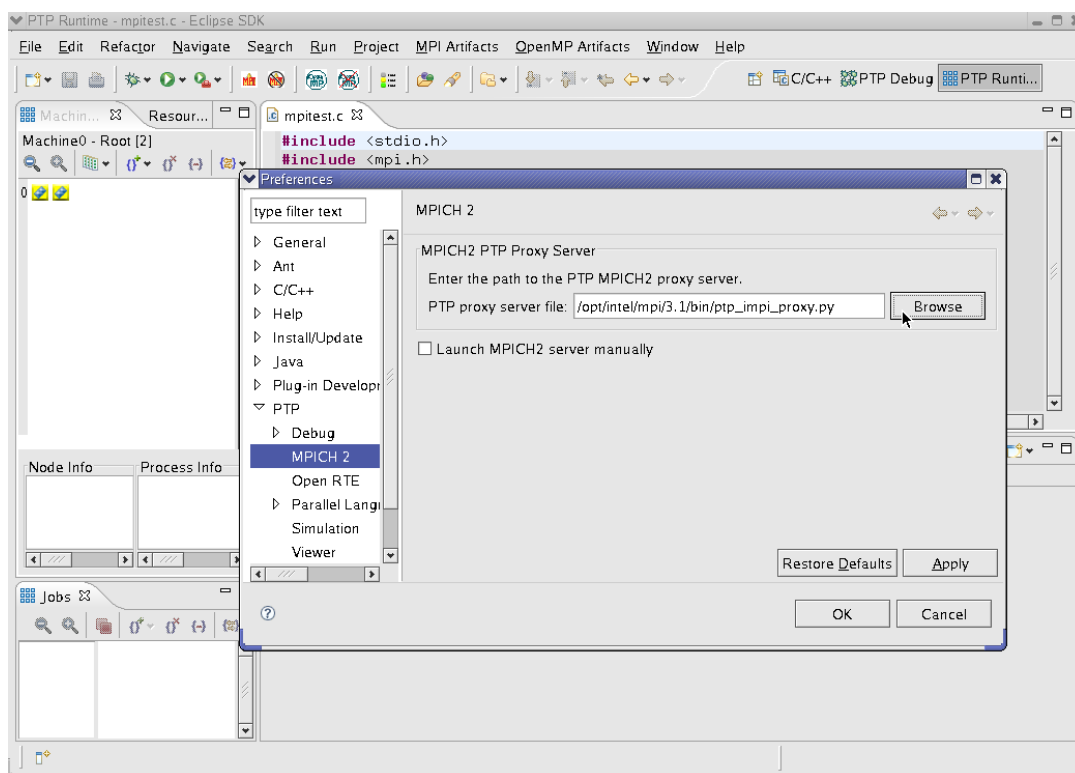 PTP Runtime - mpitest.c - Eclipse SDK
File Edit Refactor Navigate Search Run Project MPI Artifacts OpenMP Artifacts Window Help
C/C++ PTP Debug PTP Runti...
Machin... Resour... mpitest.c
Machine0 - Root [2]
#include <stdio.h>
#include <mpi.h>
0
Preferences
type filter text
MPICH 2
General
Ant
C/C++
Help
Install/Update
Java
Plug-in Develop
PTP
Debug
MPICH 2
Open RTE
Parallel Lang
Simulation
Viewer
MPICH2 PTP Proxy Server
Enter the path to the PTP MPICH2 proxy server.
PTP proxy server file: /opt/intel/mpi/3.1/bin/ptp_impi_proxy.py Browse
Launch MPICH2 server manually
Restore Defaults Apply
OK Cancel
Node Info Process Info
Jobs